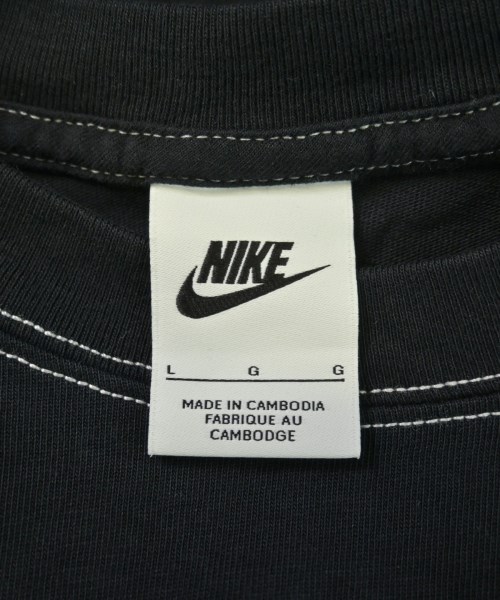 NIKE
L G G
MADE IN CAMBODIA
FABRIQUE AU
CAMBODGE